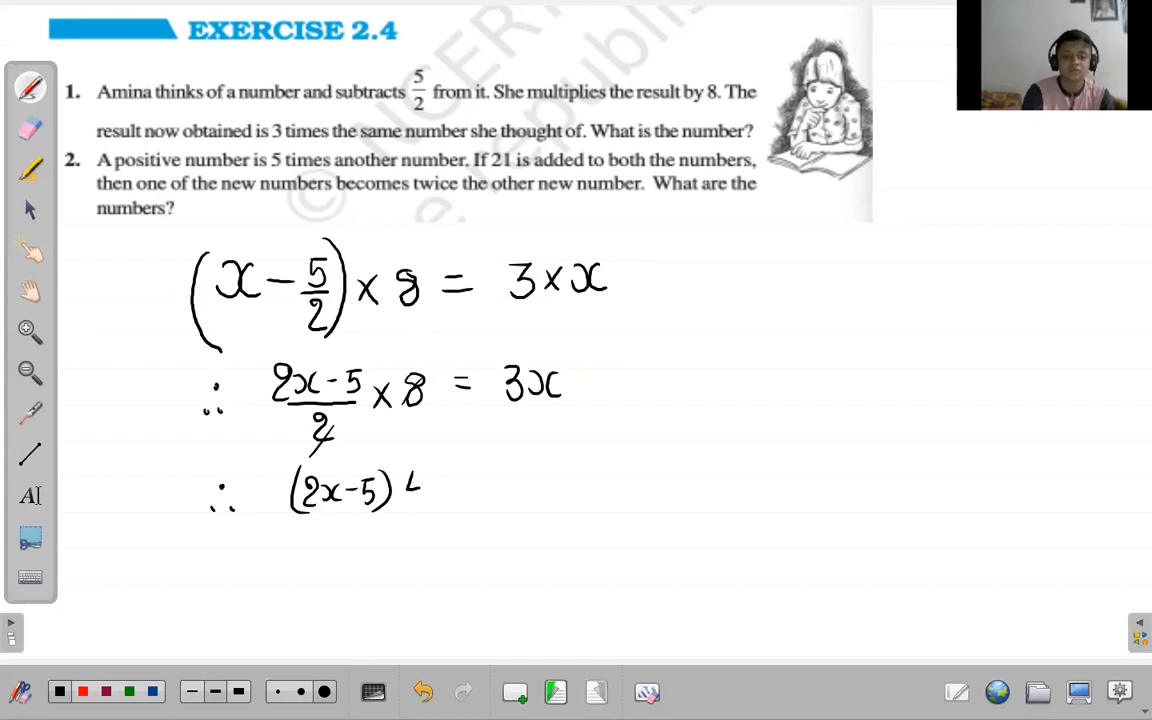 EXERCISE 2.4
1. Amina thinks of a number and subtracts 5/2 from it. She multiplies the result by 8. The
result now obtained is 3 times the same number she thought of. What is the number?
2. A positive number is 5 times another number. If 21 is added to both the numbers,
then one of the new numbers becomes twice the other new number. What are the
numbers?
(x - 5/2) × 8 = 3 × x
∴ 2x - 5/2 × 8 = 3x
∴ (2x - 5)